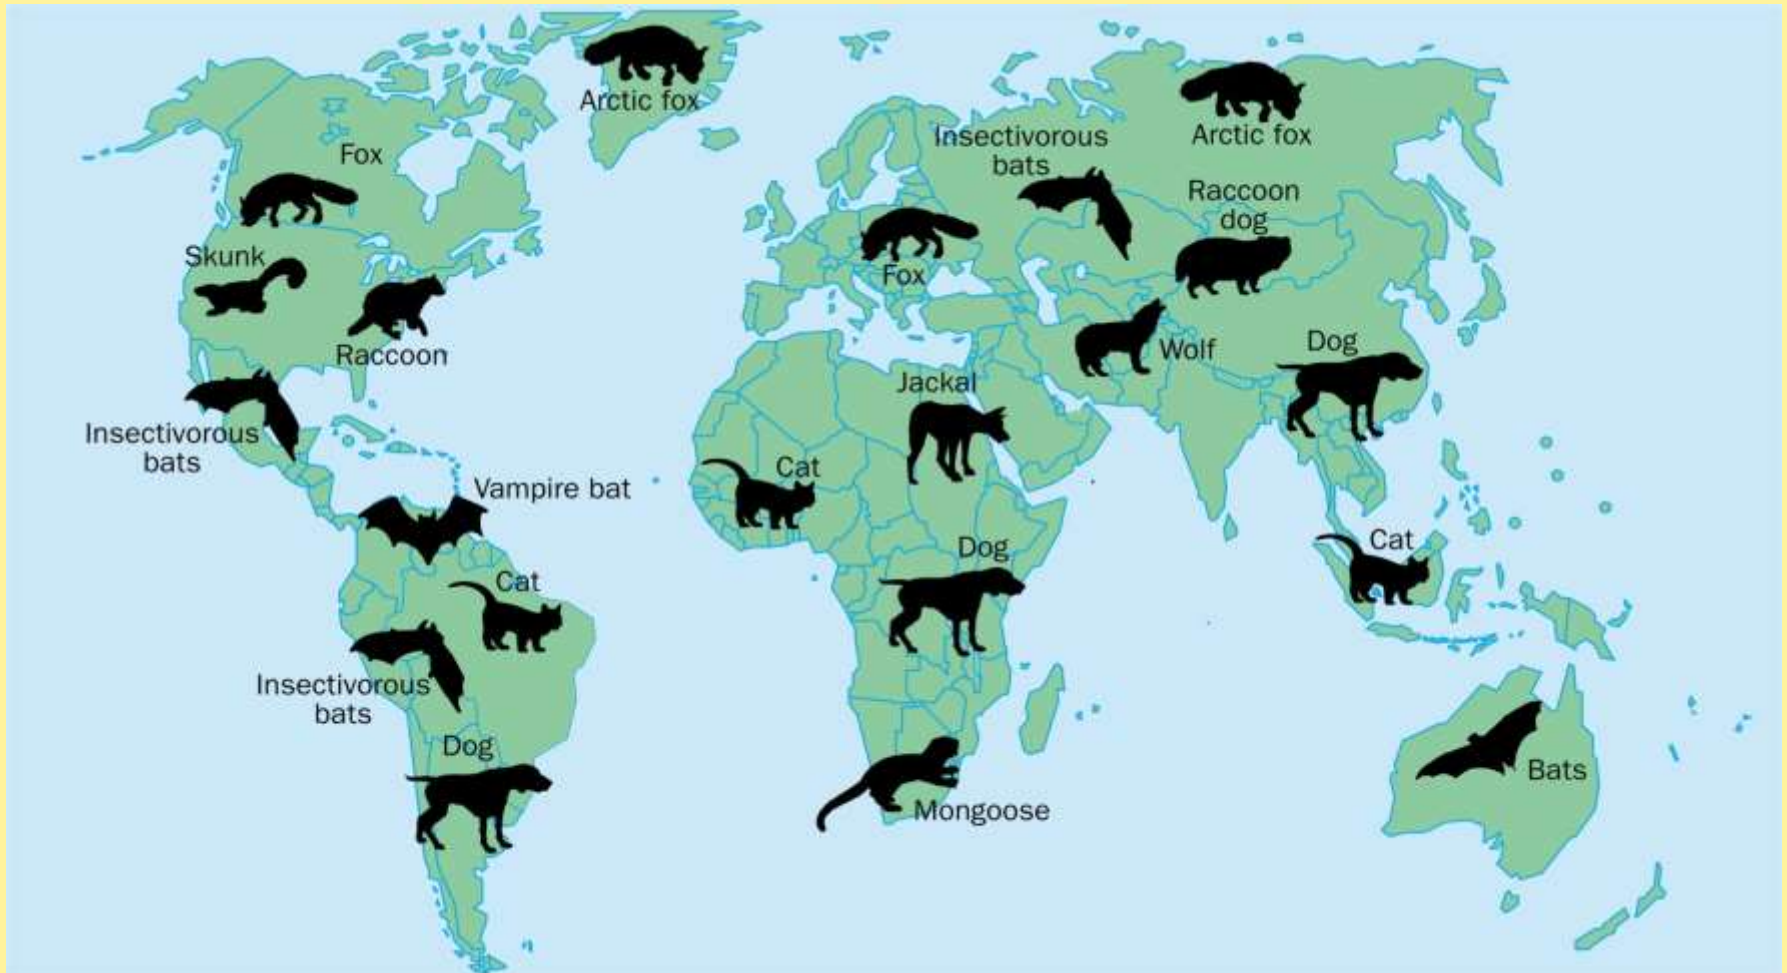 Arctic fox
Arctic fox
Insectivorous
bats
Fox
Raccoon
dog
Skunk
Fox
Dog
Wolf
Raccoon
Jackal
Insectivorous
bats
Cat
Vampire bat
Cat
Dog
Cat
Insectivorous
bats
Dog
Bats
Mongoose